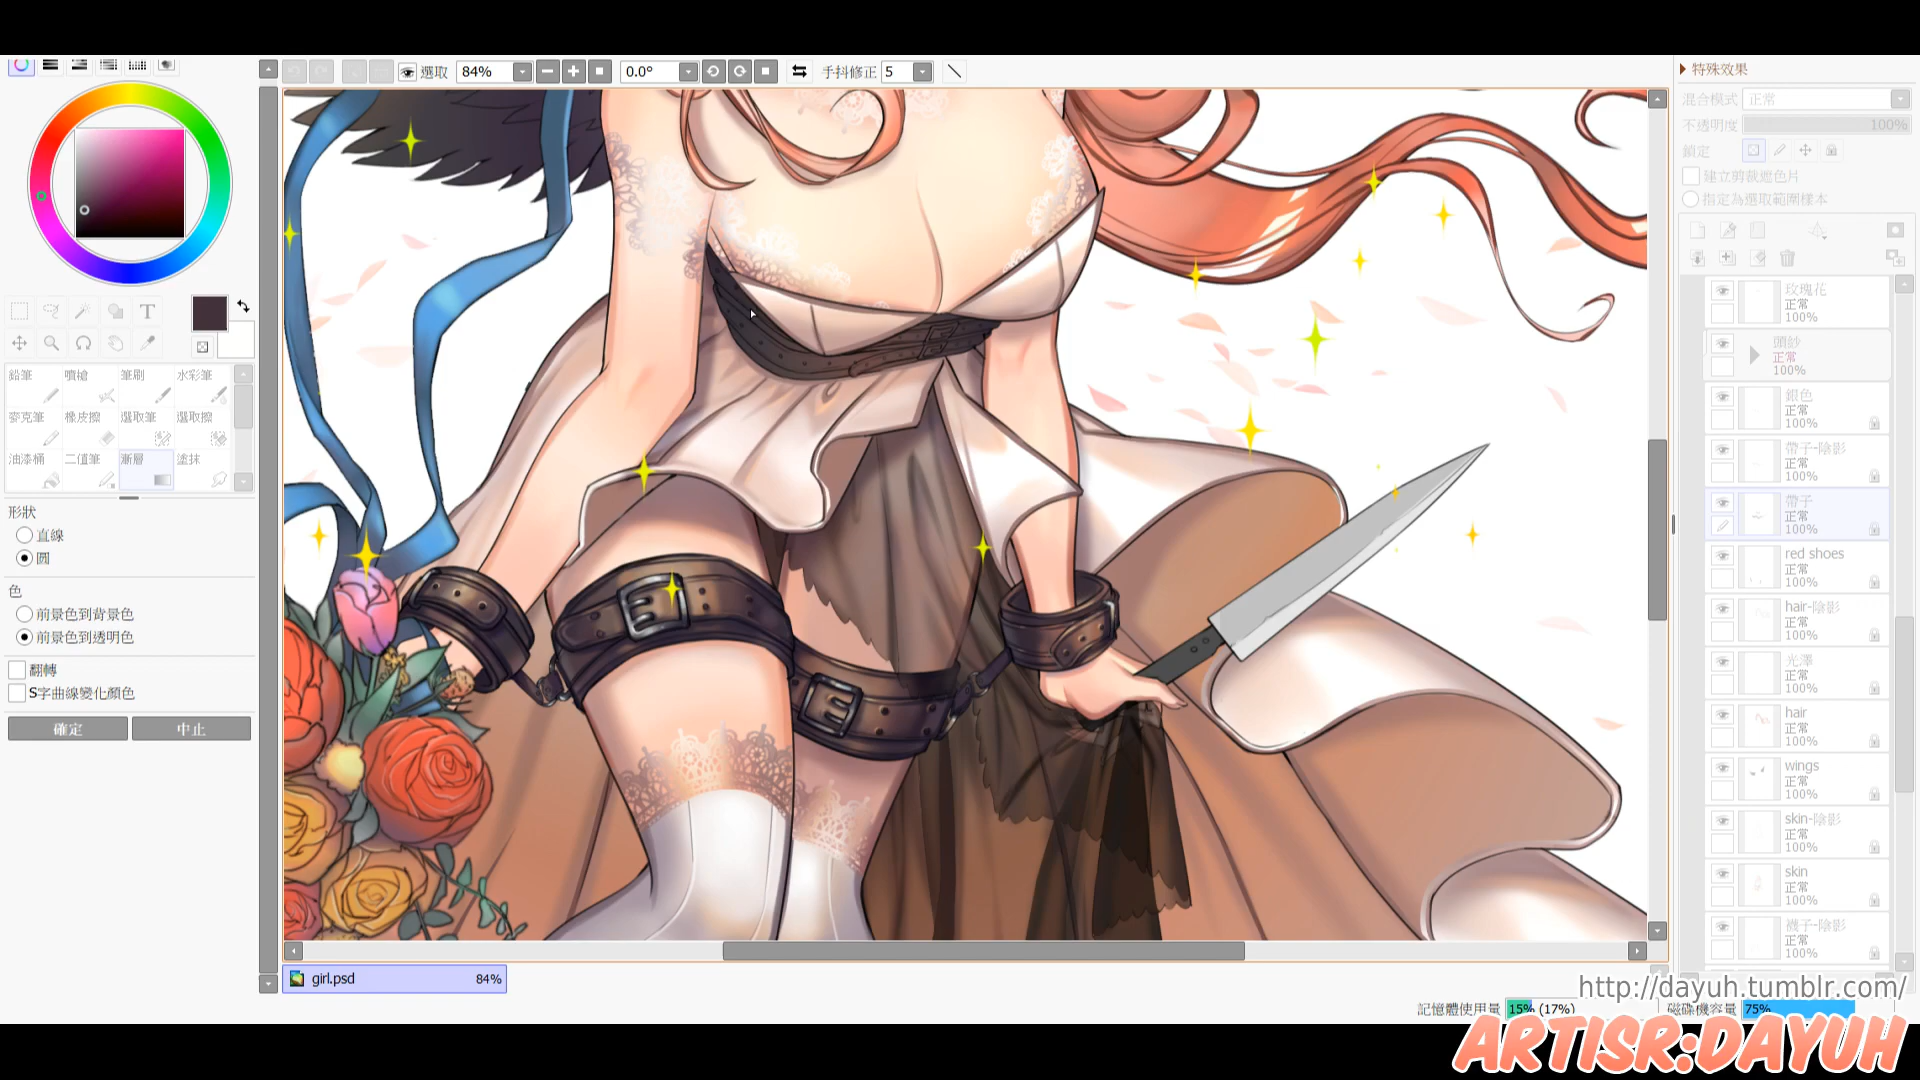 選取 84% 0.0° 手抖修正 5
特殊效果
混合模式 正常
不透明度 100%
鎖定
建立剪裁遮色片
指定為選取範圍樣本
T
鉛筆 噴槍 筆刷 水彩筆
麥克筆 橡皮擦 選取筆 選取擦
油漆桶 二值筆 漸層 塗抹
形狀
直線
圓
色
前景色到背景色
前景色到透明色
翻轉
S字曲線變化顏色
確定 中止
玫瑰花
正常
100%
頭紗
正常
100%
銀色
正常
100%
帶子-陰影
正常
100%
帶子
正常
100%
red shoes
正常
100%
hair-陰影
正常
100%
光澤
正常
100%
hair
正常
100%
wings
正常
100%
skin-陰影
正常
100%
skin
正常
100%
襪子-陰影
正常
100%
girl.psd 84%
http://dayuh.tumblr.com/
記憶體使用量 15% (17%) 磁碟機容量 75%
ARTISR:DAYUH